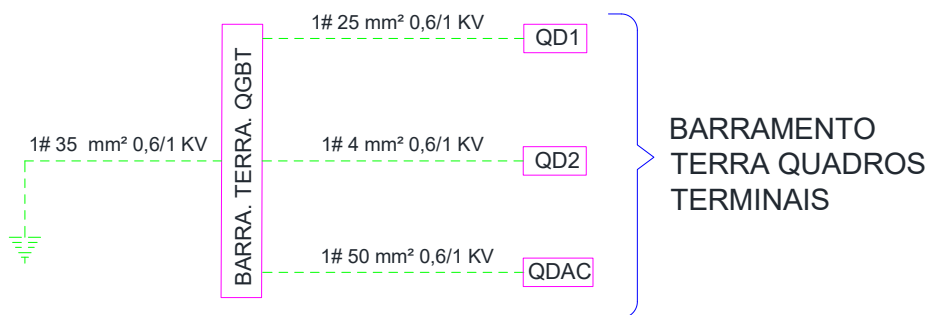 1# 25 mm² 0,6/1 KV
QD1
1# 35 mm² 0,6/1 KV
BARRA. TERRA. QGBT
1# 4 mm² 0,6/1 KV
QD2
1# 50 mm² 0,6/1 KV
QDAC
BARRAMENTO
TERRA QUADROS
TERMINAIS